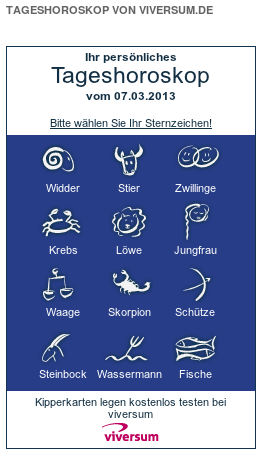 TAGESHOROSKOP VON VIVERSUM.DE
Ihr persönliches
Tageshoroskop
vom 07.03.2013
Bitte wählen Sie Ihr Sternzeichen!
Widder Stier Zwillinge
Krebs Löwe Jungfrau
Waage Skorpion Schütze
Steinbock Wassermann Fische
Kipperkarten legen kostenlos testen bei
viversum
viversum